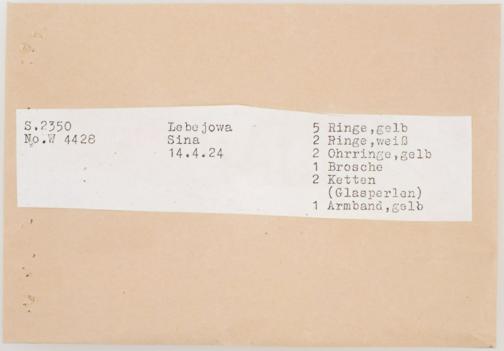 S.2350 Lebejowa 5 Ringe,gelb
No.W 4428 Sina 2 Ringe,weiß
14.4.24 2 Ohrringe,gelb
1 Brosche
2 Ketten
(Glasperlen)
1 Armband,gelb